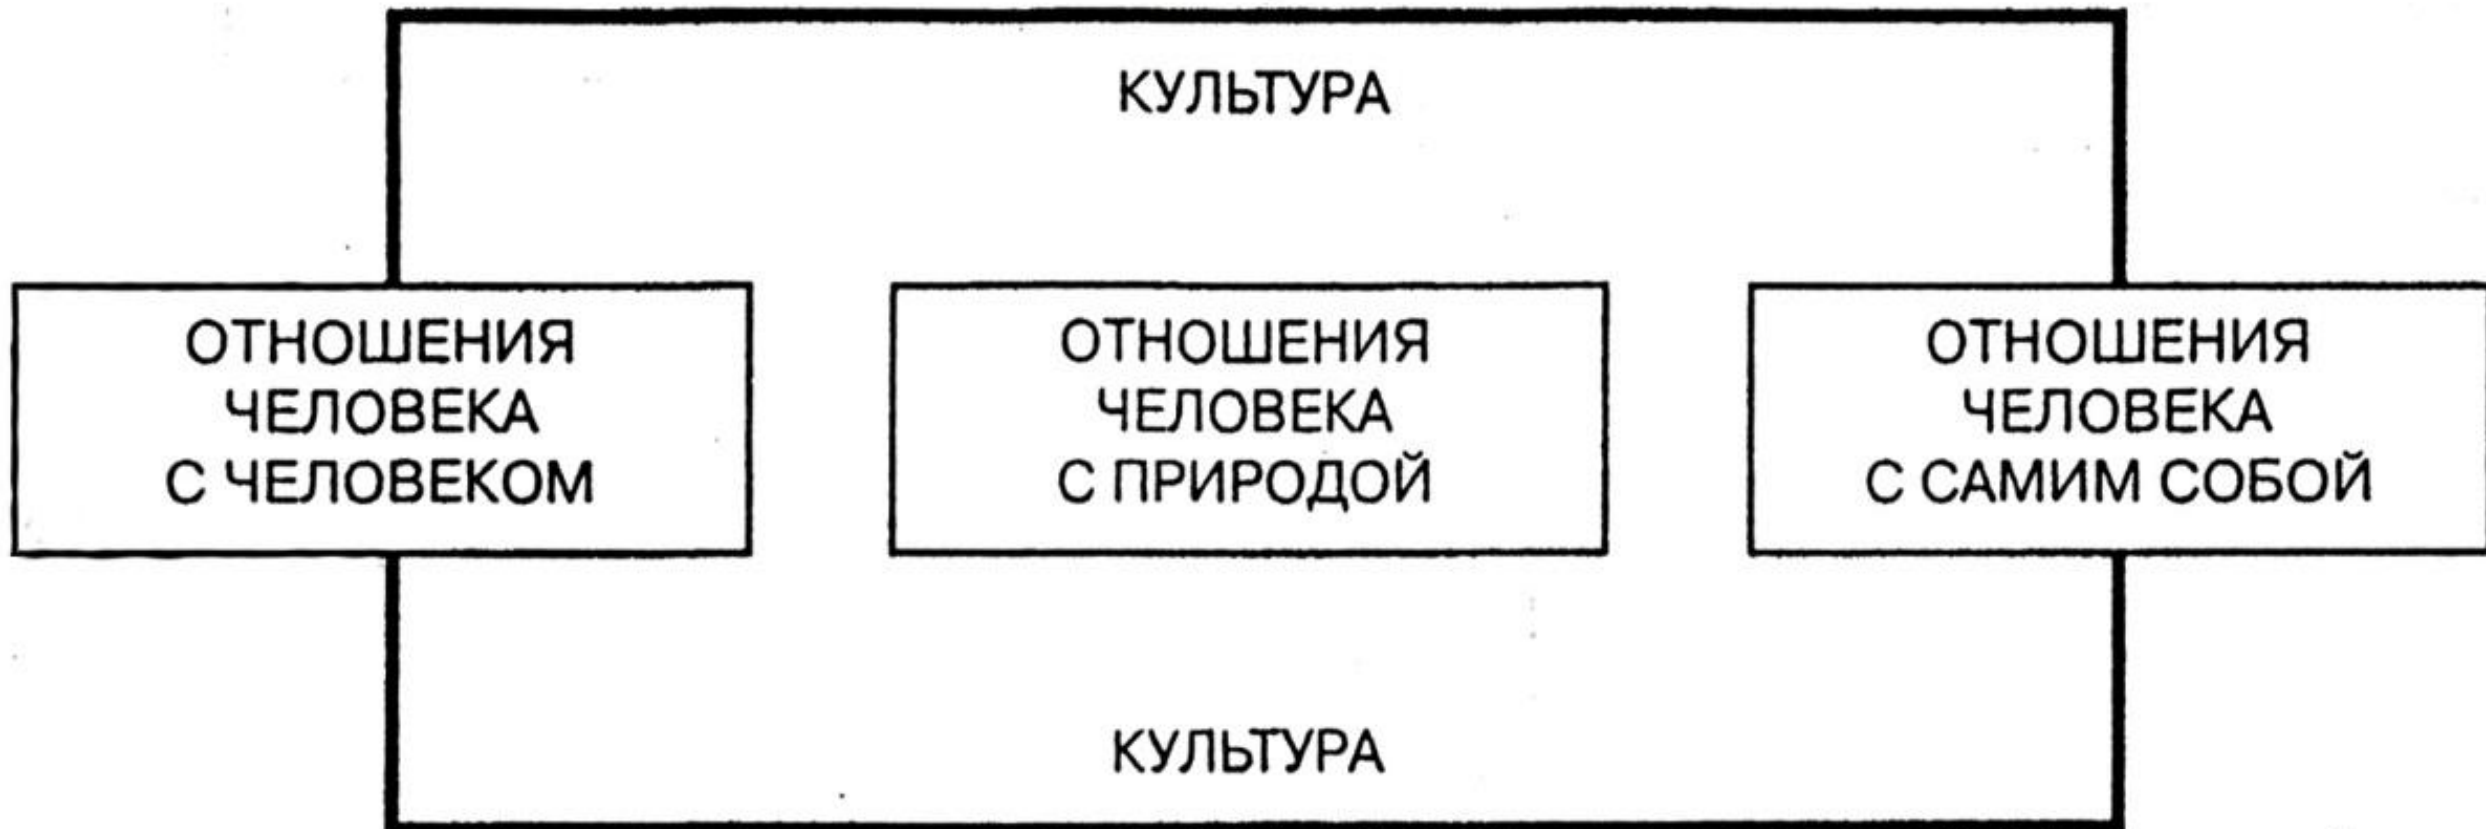 КУЛЬТУРА
ОТНОШЕНИЯ
ЧЕЛОВЕКА
С ЧЕЛОВЕКОМ
ОТНОШЕНИЯ
ЧЕЛОВЕКА
С ПРИРОДОЙ
ОТНОШЕНИЯ
ЧЕЛОВЕКА
С САМИМ СОБОЙ
КУЛЬТУРА